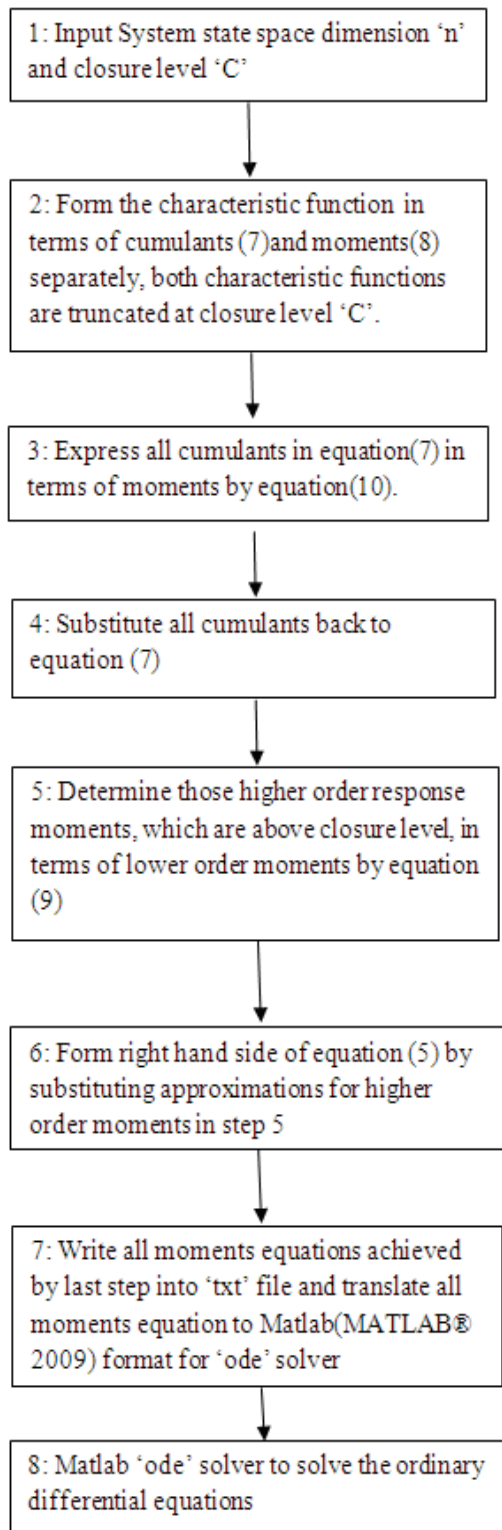 1: Input System state space dimension ‘n’
and closure level ‘C’
2: Form the characteristic function in
terms of cumulants (7)and moments(8)
separately, both characteristic functions
are truncated at closure level ‘C’.
3: Express all cumulants in equation(7) in
terms of moments by equation(10).
4: Substitute all cumulants back to
equation (7)
5: Determine those higher order response
moments, which are above closure level, in
terms of lower order moments by equation
(9)
6: Form right hand side of equation (5) by
substituting approximations for higher
order moments in step 5
7: Write all moments equations achieved
by last step into ‘txt’ file and translate all
moments equation to Matlab(MATLAB®
2009) format for ‘ode’ solver
8: Matlab ‘ode’ solver to solve the ordinary
differential equations